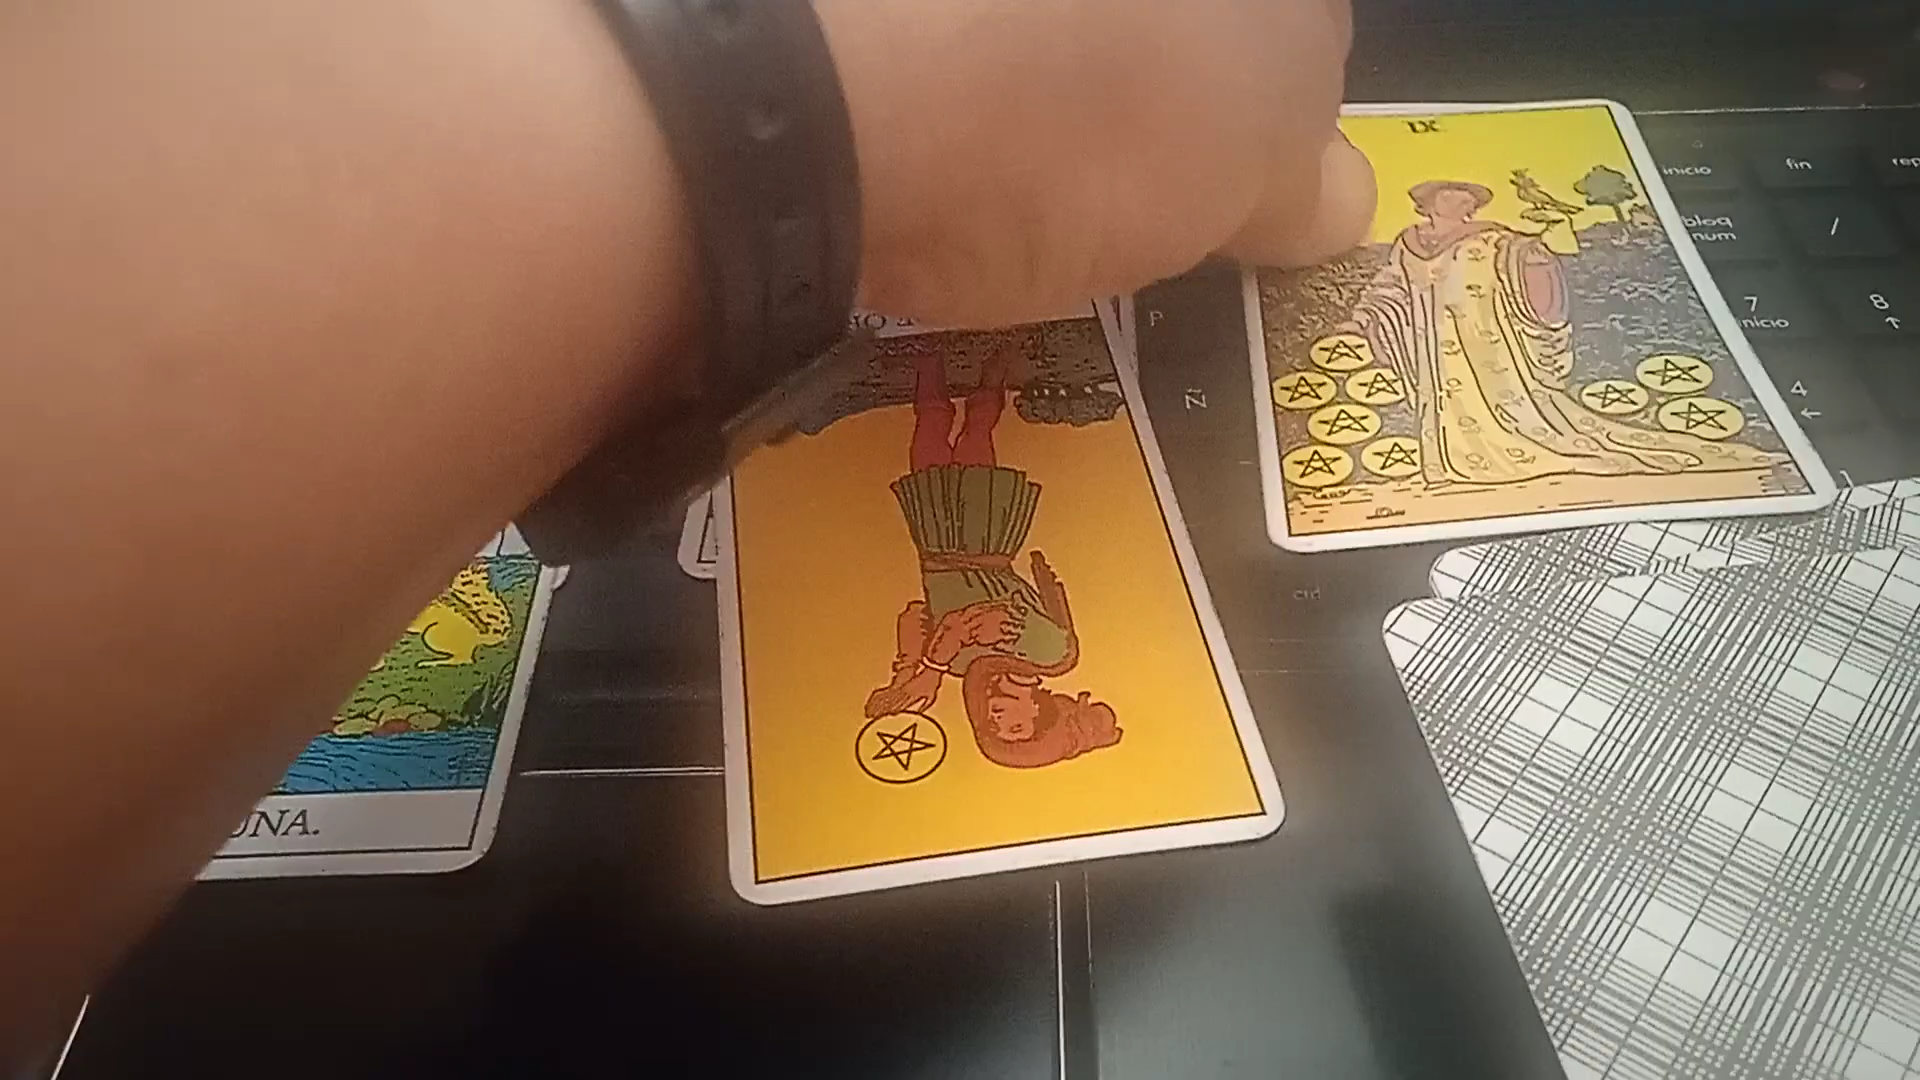 IX
inicio
fin
bloq
num
/
7
inicio
8
↑
P
Ñ
4
←
ctrl
UNA.